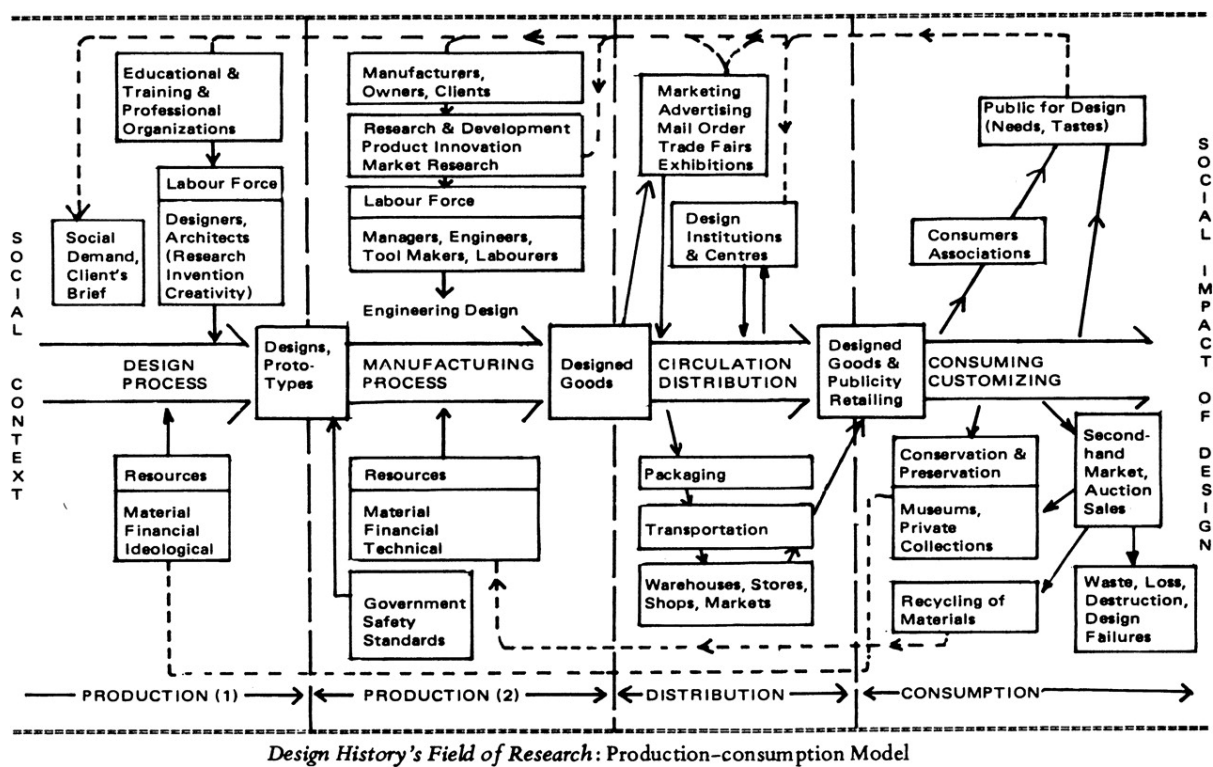 SOCIAL CONTEXT
Educational &
Training &
Professional
Organizations
Labour Force
Designers,
Architects
(Research
Invention
Creativity)
Social
Demand,
Client's
Brief
DESIGN
PROCESS
Resources
Material
Financial
Ideological
Designs,
Proto-
Types
Manufacturers,
Owners, Clients
Research & Development
Product Innovation
Market Research
Labour Force
Managers, Engineers,
Tool Makers, Labourers
Engineering Design
MANUFACTURING
PROCESS
Resources
Material
Financial
Technical
Government
Safety
Standards
Designed
Goods
Marketing
Advertising
Mail Order
Trade Fairs
Exhibitions
Design
Institutions
& Centres
CIRCULATION
DISTRIBUTION
Packaging
Transportation
Warehouses, Stores,
Shops, Markets
Designed
Goods &
Publicity
Retailing
Public for Design
(Needs, Tastes)
Consumers
Associations
CONSUMING
CUSTOMIZING
Conservation &
Preservation
Museums,
Private
Collections
Second-
hand
Market,
Auction
Sales
Recycling of
Materials
Waste, Loss,
Destruction,
Design
Failures
SOCIAL IMPACT OF DESIGN
PRODUCTION (1)
PRODUCTION (2)
DISTRIBUTION
CONSUMPTION
Design History's Field of Research: Production–consumption Model